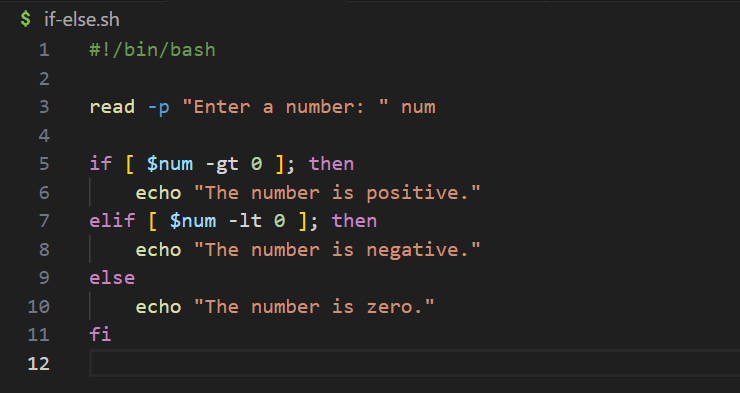 $ if-else.sh
1 #!/bin/bash
2
3 read -p "Enter a number: " num
4
5 if [ $num -gt 0 ]; then
6     echo "The number is positive."
7 elif [ $num -lt 0 ]; then
8     echo "The number is negative."
9 else
10     echo "The number is zero."
11 fi
12